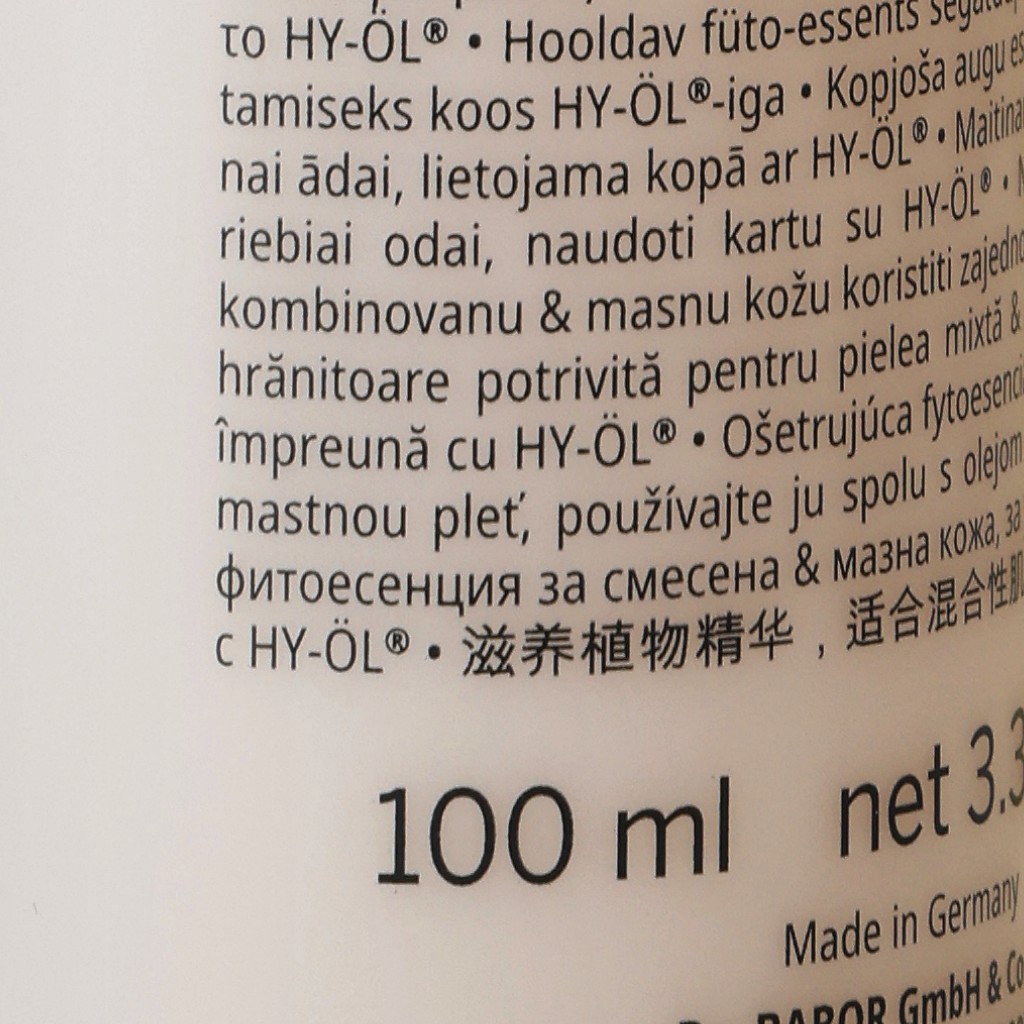 το HY-ÖL® • Hooldav füto-essents
tamiseks koos HY-ÖL®-iga • Kopjoša augu
nai ādai, lietojama kopā ar HY-ÖL® •
riebiai odai, naudoti kartu su HY-ÖL® •
kombinovanu & masnu kožu koristiti
hrănitoare potrivită pentru pielea mixtă &
împreună cu HY-ÖL® • Ošetrujúca
mastnou pleť, používajte ju spolu s olejom
фитоесенция за смесена & мазна кожа, за
с HY-ÖL® • 滋养植物精华，适合混合性肌
100 ml net 3.3
Made in Germany
BABOR GmbH & Co